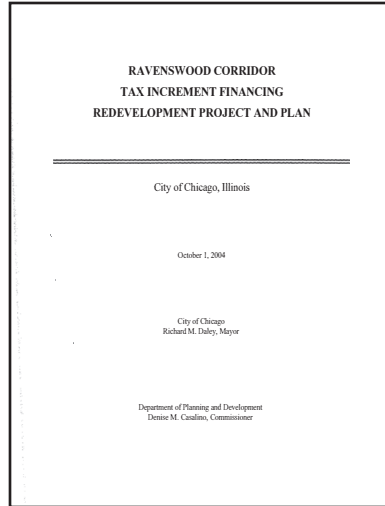 RAVENSWOOD CORRIDOR
TAX INCREMENT FINANCING
REDEVELOPMENT PROJECT AND PLAN
City of Chicago, Illinois
October 1, 2004
City of Chicago
Richard M. Daley, Mayor
Department of Planning and Development
Denise M. Casalino, Commissioner